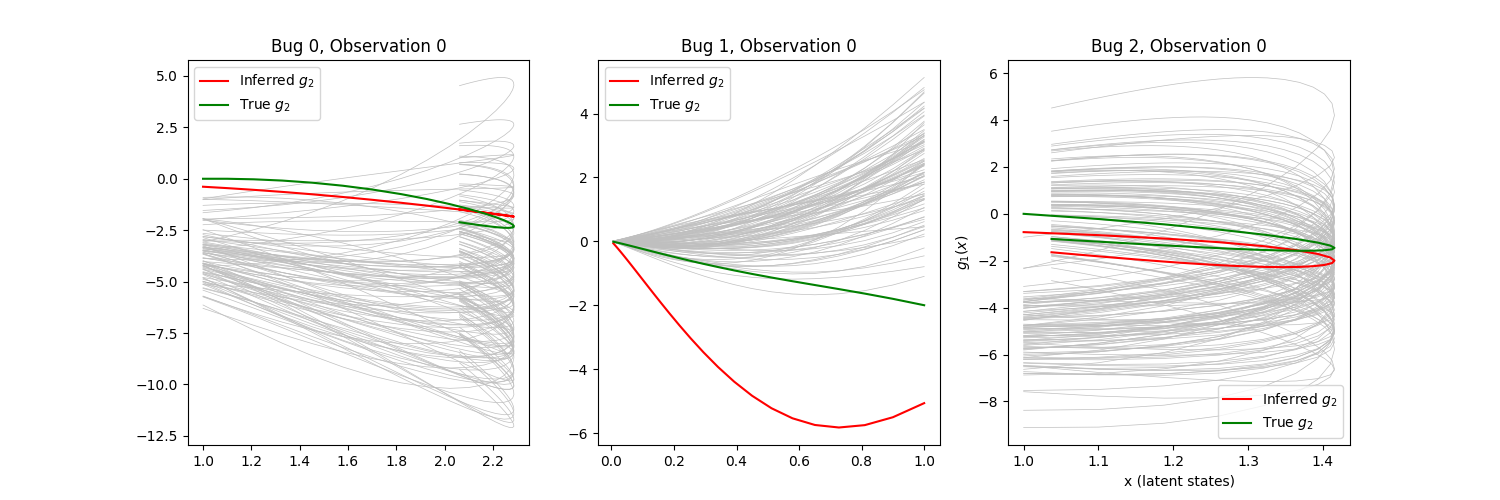 Bug 0, Observation 0
Inferred g₂
True g₂
5.0
2.5
0.0
−2.5
−5.0
−7.5
−10.0
−12.5
1.0 1.2 1.4 1.6 1.8 2.0 2.2
Bug 1, Observation 0
Inferred g₂
True g₂
4
2
0
−2
−4
−6
0.0 0.2 0.4 0.6 0.8 1.0
Bug 2, Observation 0
g₁(x)
6
4
2
0
−2
−4
−6
−8
Inferred g₂
True g₂
1.0 1.1 1.2 1.3 1.4
x (latent states)